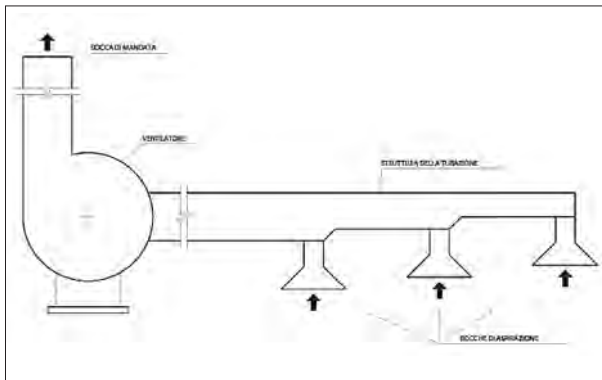 BOCCA DI MANDATA
VENTILATORE
STRUTTURA DELLA TUBAZIONE
BOCCHE DI ASPIRAZIONE